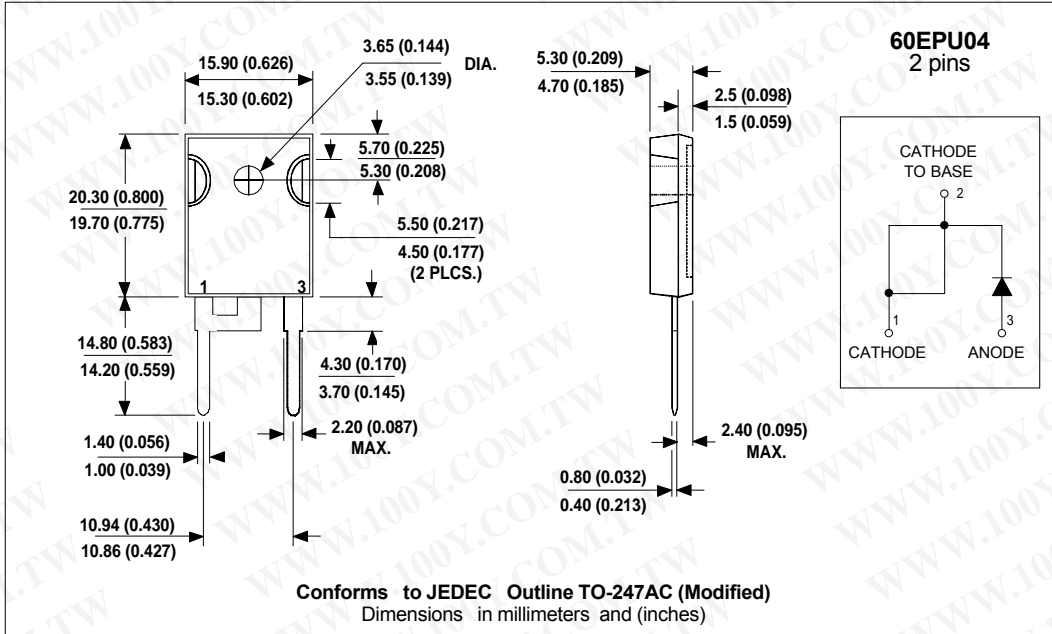 60EPU04
2 pins
3.65 (0.144)
3.55 (0.139)
DIA.
15.90 (0.626)
15.30 (0.602)
5.30 (0.209)
4.70 (0.185)
2.5 (0.098)
1.5 (0.059)
5.70 (0.225)
5.30 (0.208)
20.30 (0.800)
19.70 (0.775)
5.50 (0.217)
4.50 (0.177)
(2 PLCS.)
1 3
14.80 (0.583)
14.20 (0.559)
4.30 (0.170)
3.70 (0.145)
2.20 (0.087)
MAX.
1.40 (0.056)
1.00 (0.039)
10.94 (0.430)
10.86 (0.427)
2.40 (0.095)
MAX.
0.80 (0.032)
0.40 (0.213)
CATHODE
TO BASE
2
1 3
CATHODE ANODE
Conforms to JEDEC Outline TO-247AC (Modified)
Dimensions in millimeters and (inches)
WWW.100Y.COM.TW